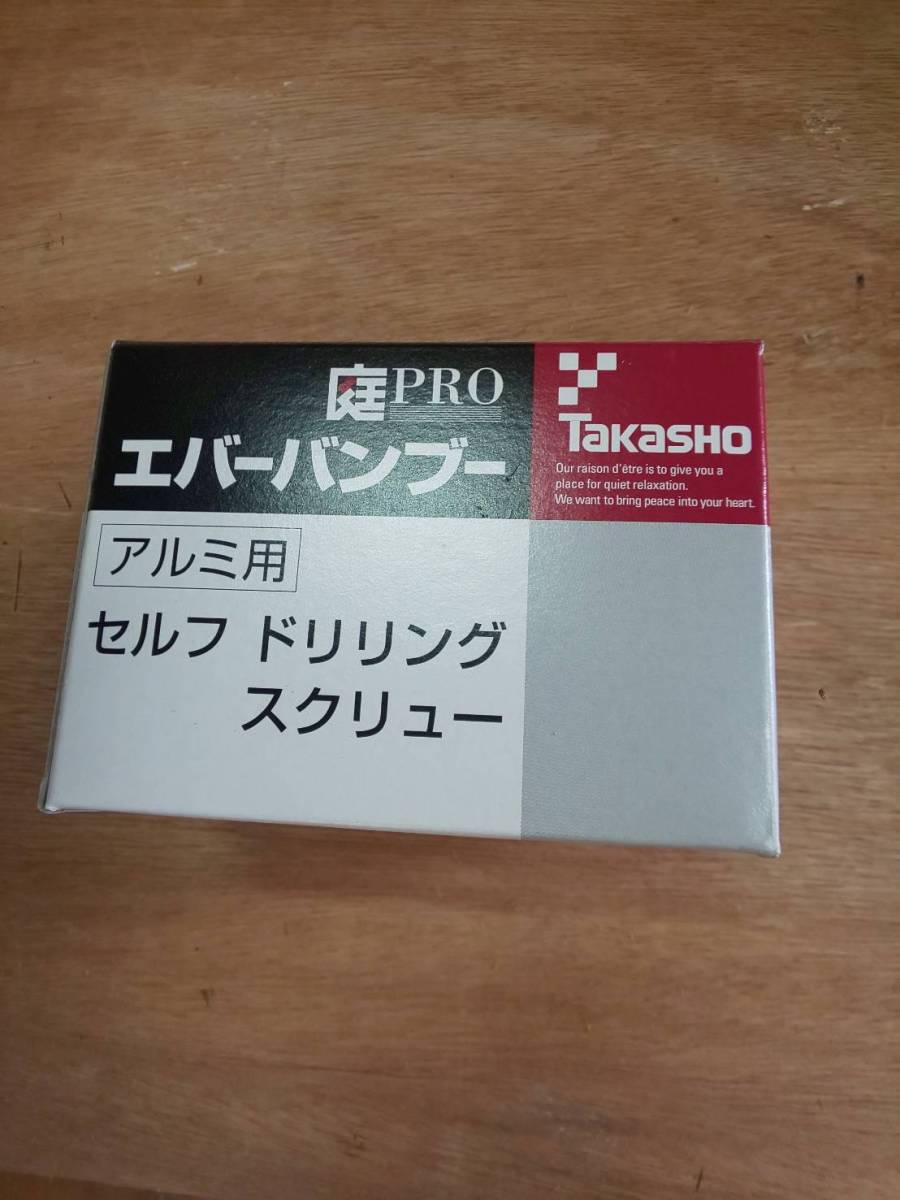 庭PRO
エバーバンブー
TAKASHO
Our raison d'être is to give you a
place for quiet relaxation.
We want to bring peace into your heart.
アルミ用
セルフ ドリリング
スクリュー